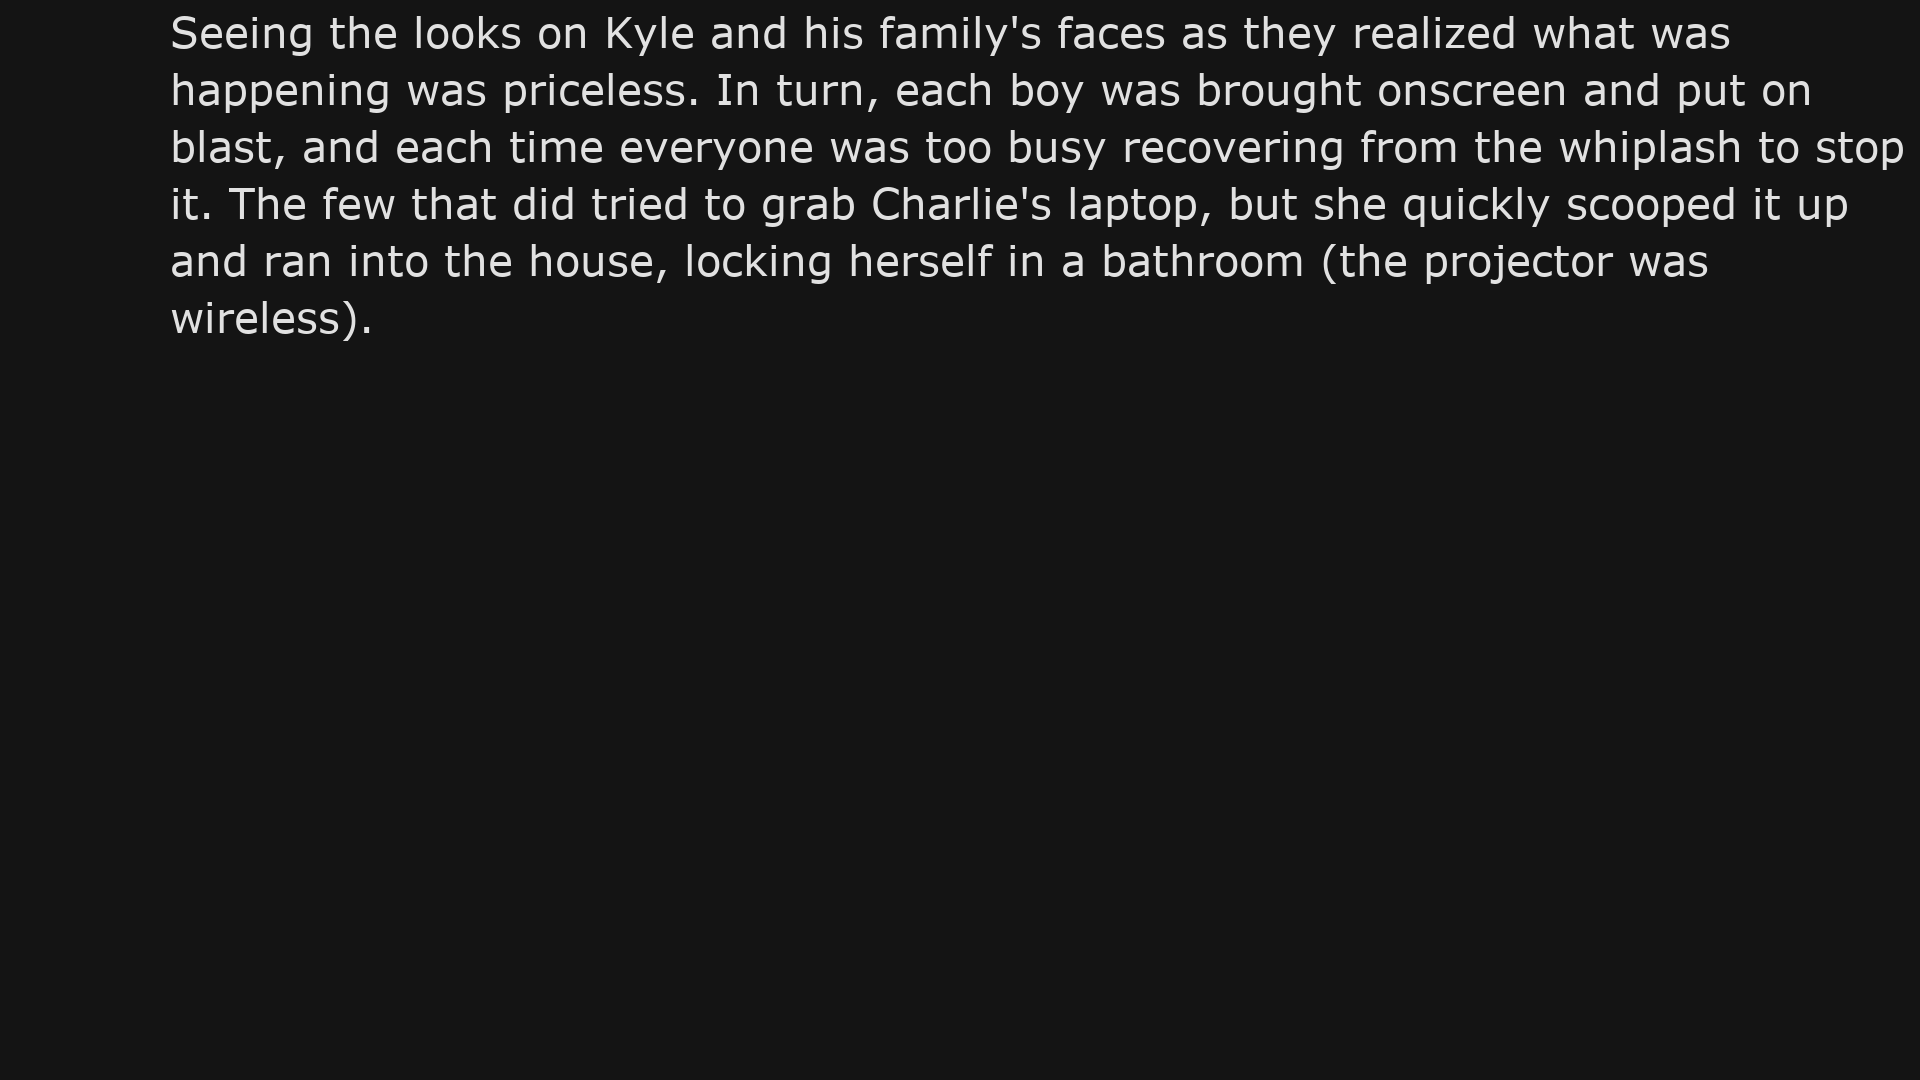 Seeing the looks on Kyle and his family's faces as they realized what was
happening was priceless. In turn, each boy was brought onscreen and put on
blast, and each time everyone was too busy recovering from the whiplash to stop
it. The few that did tried to grab Charlie's laptop, but she quickly scooped it up
and ran into the house, locking herself in a bathroom (the projector was
wireless).